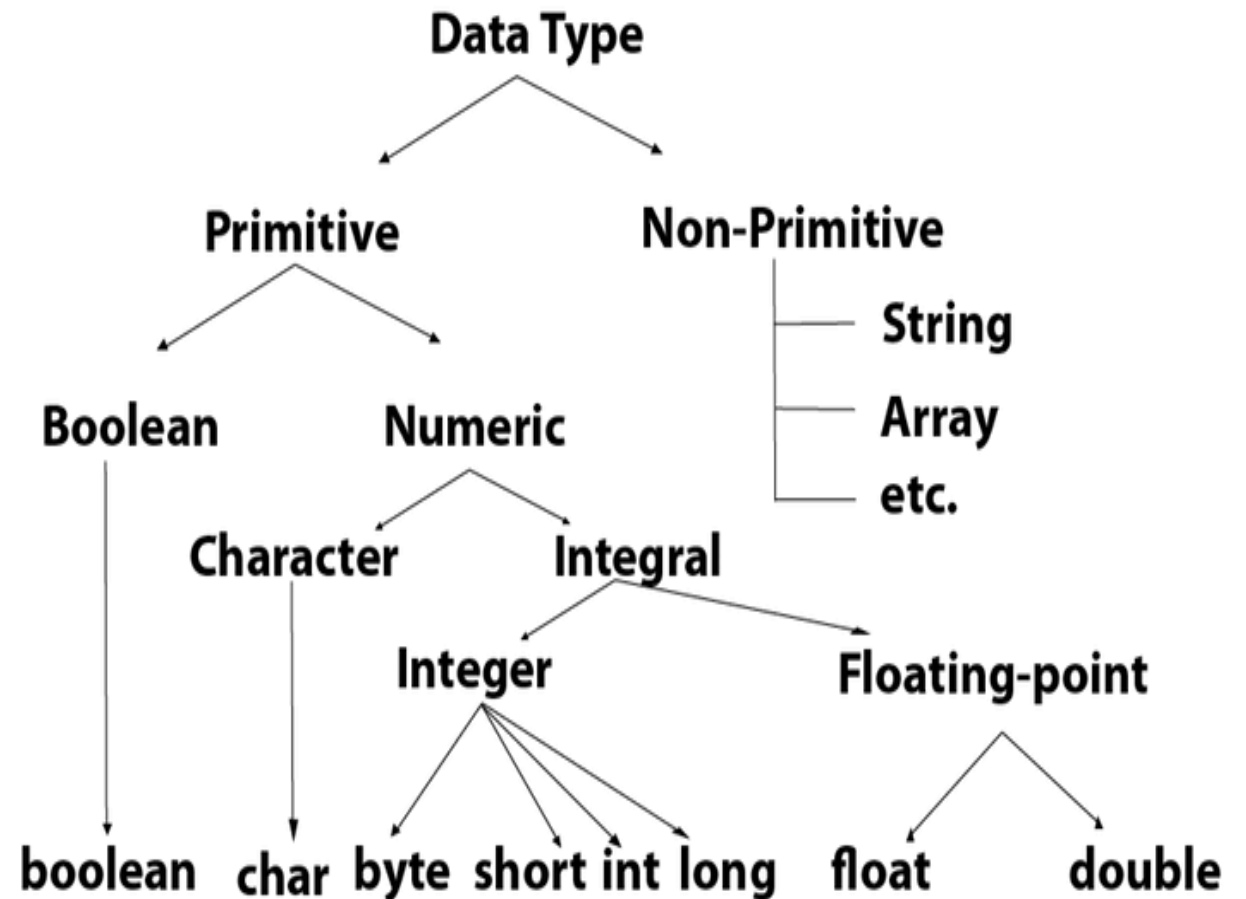 Data Type
Primitive
Non-Primitive
String
Array
etc.
Boolean
Numeric
Character
Integral
Integer
Floating-point
boolean
char
byte
short
int
long
float
double